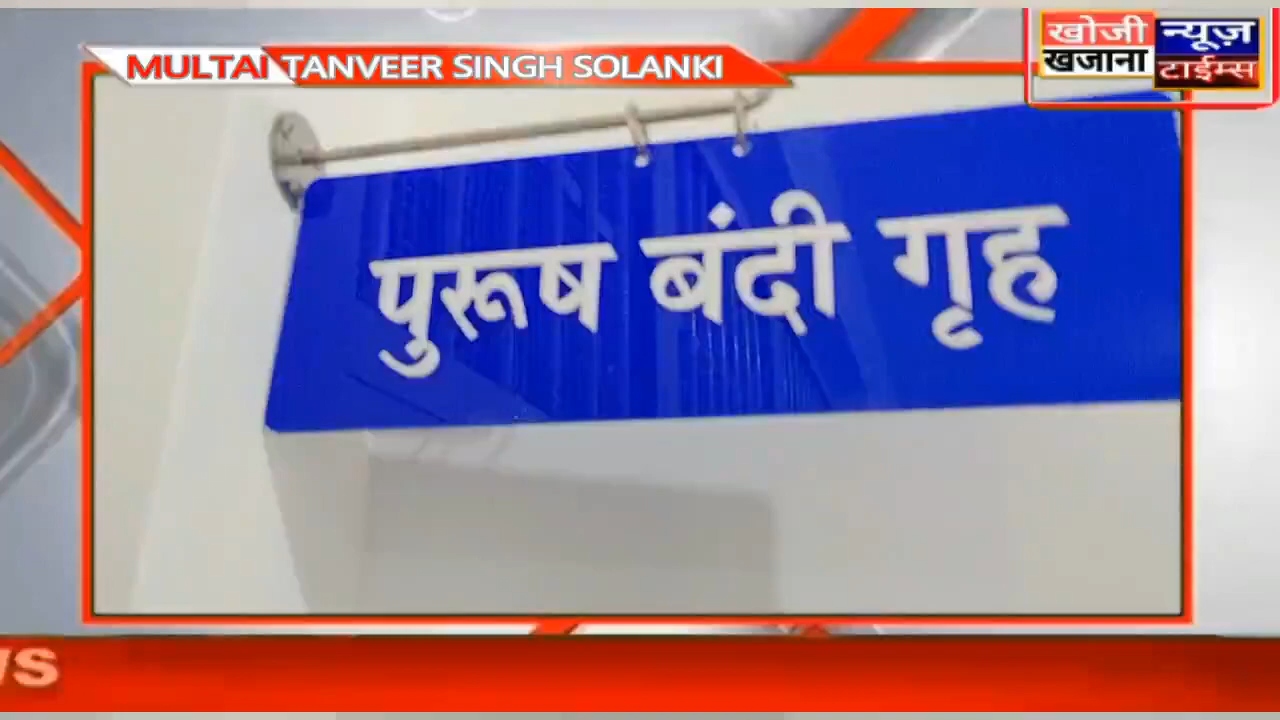 MULTAI TANVEER SINGH SOLANKI
खोजी न्यूज़
खजाना टाईम्स
पुरूष बंदी गृह